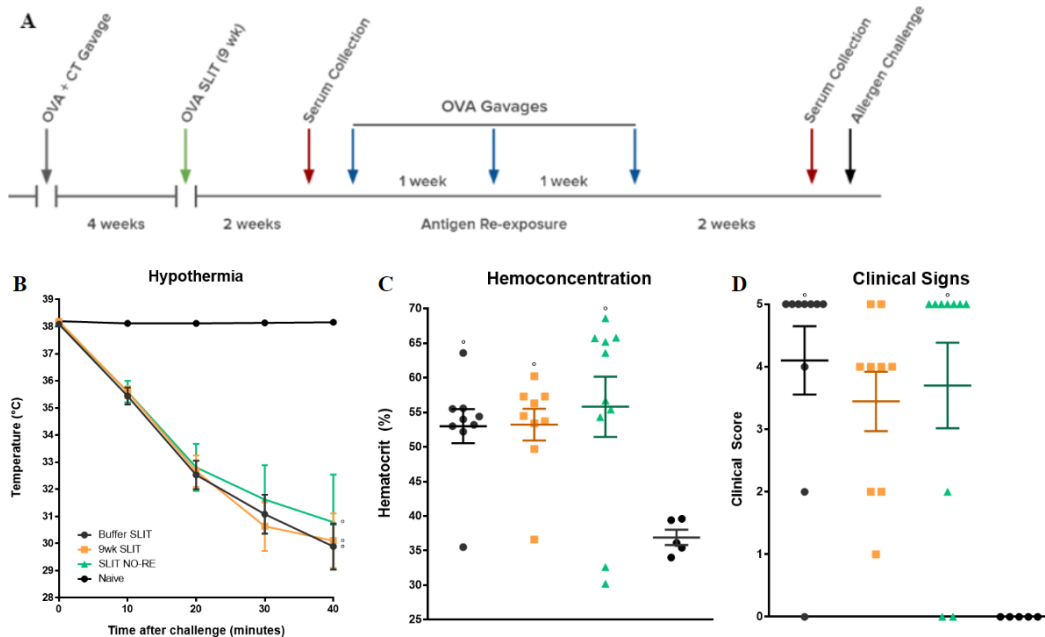 A
OVA + CT Gavage
OVA SLIT (9 wk)
Serum Collection
OVA Gavages
Serum Collection
Allergen Challenge
1 week
1 week
4 weeks
2 weeks
Antigen Re-exposure
2 weeks
B
Hypothermia
Temperature (°C)
39
38
36
35
33
32
30
29
28
Buffer SLIT
9wk SLIT
SLIT NO-RE
Naive
0
10
20
30
40
Time after challenge (minutes)
C
Hemoconcentration
Hematocrit (%)
70
65
60
55
50
45
40
35
30
25
D
Clinical Signs
Clinical Score
5
4
3
2
1
0